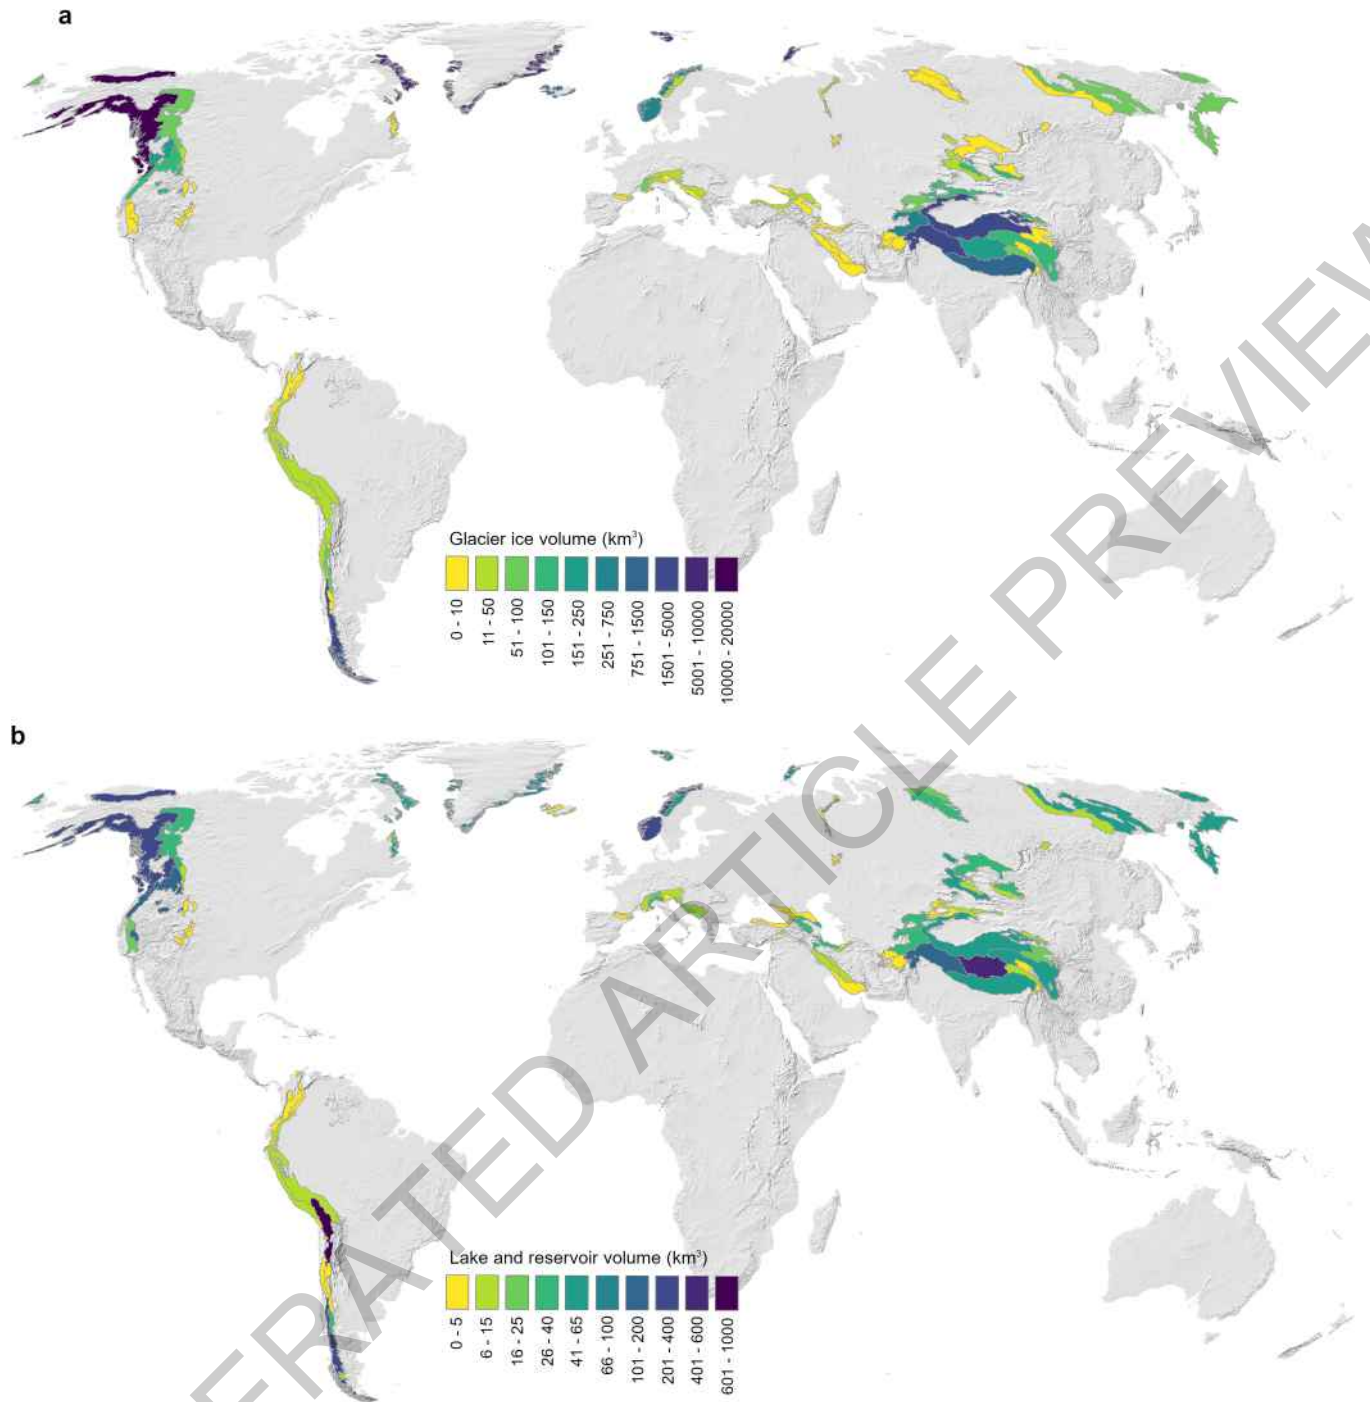 a
Glacier ice volume (km³)
0 - 10
11 - 50
51 - 100
101 - 150
151 - 250
251 - 750
751 - 1500
1501 - 5000
5001 - 10000
10000 - 20000
b
Lake and reservoir volume (km³)
0 - 5
6 - 15
16 - 25
26 - 40
41 - 65
66 - 100
101 - 200
201 - 400
401 - 600
601 - 1000
ERATED ARTICLE PREVIEW